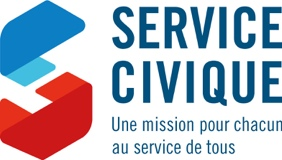 SERVICE
CIVIQUE
Une mission pour chacun
au service de tous